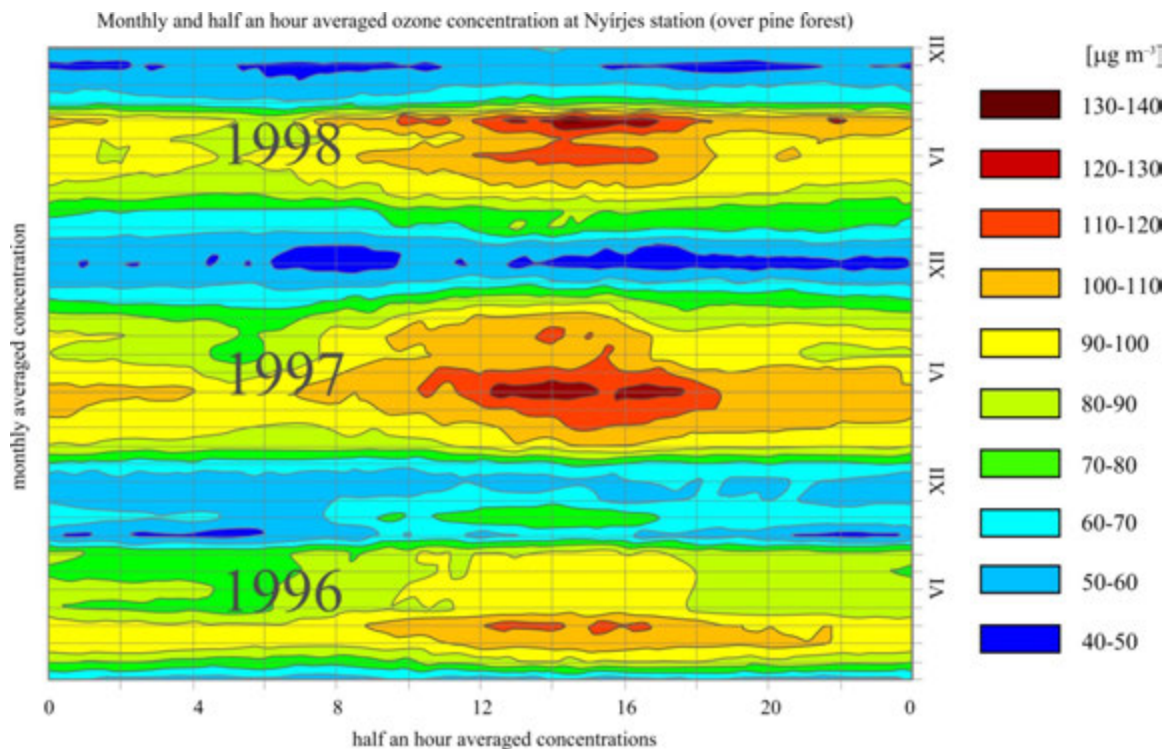 Monthly and half an hour averaged ozone concentration at Nyírjes station (over pine forest)
[µg m⁻³]
130-140
120-130
110-120
100-110
90-100
80-90
70-80
60-70
50-60
40-50
monthly averaged concentration
XII
1998
VI
XII
1997
VI
XII
1996
VI
0 4 8 12 16 20 0
half an hour averaged concentrations